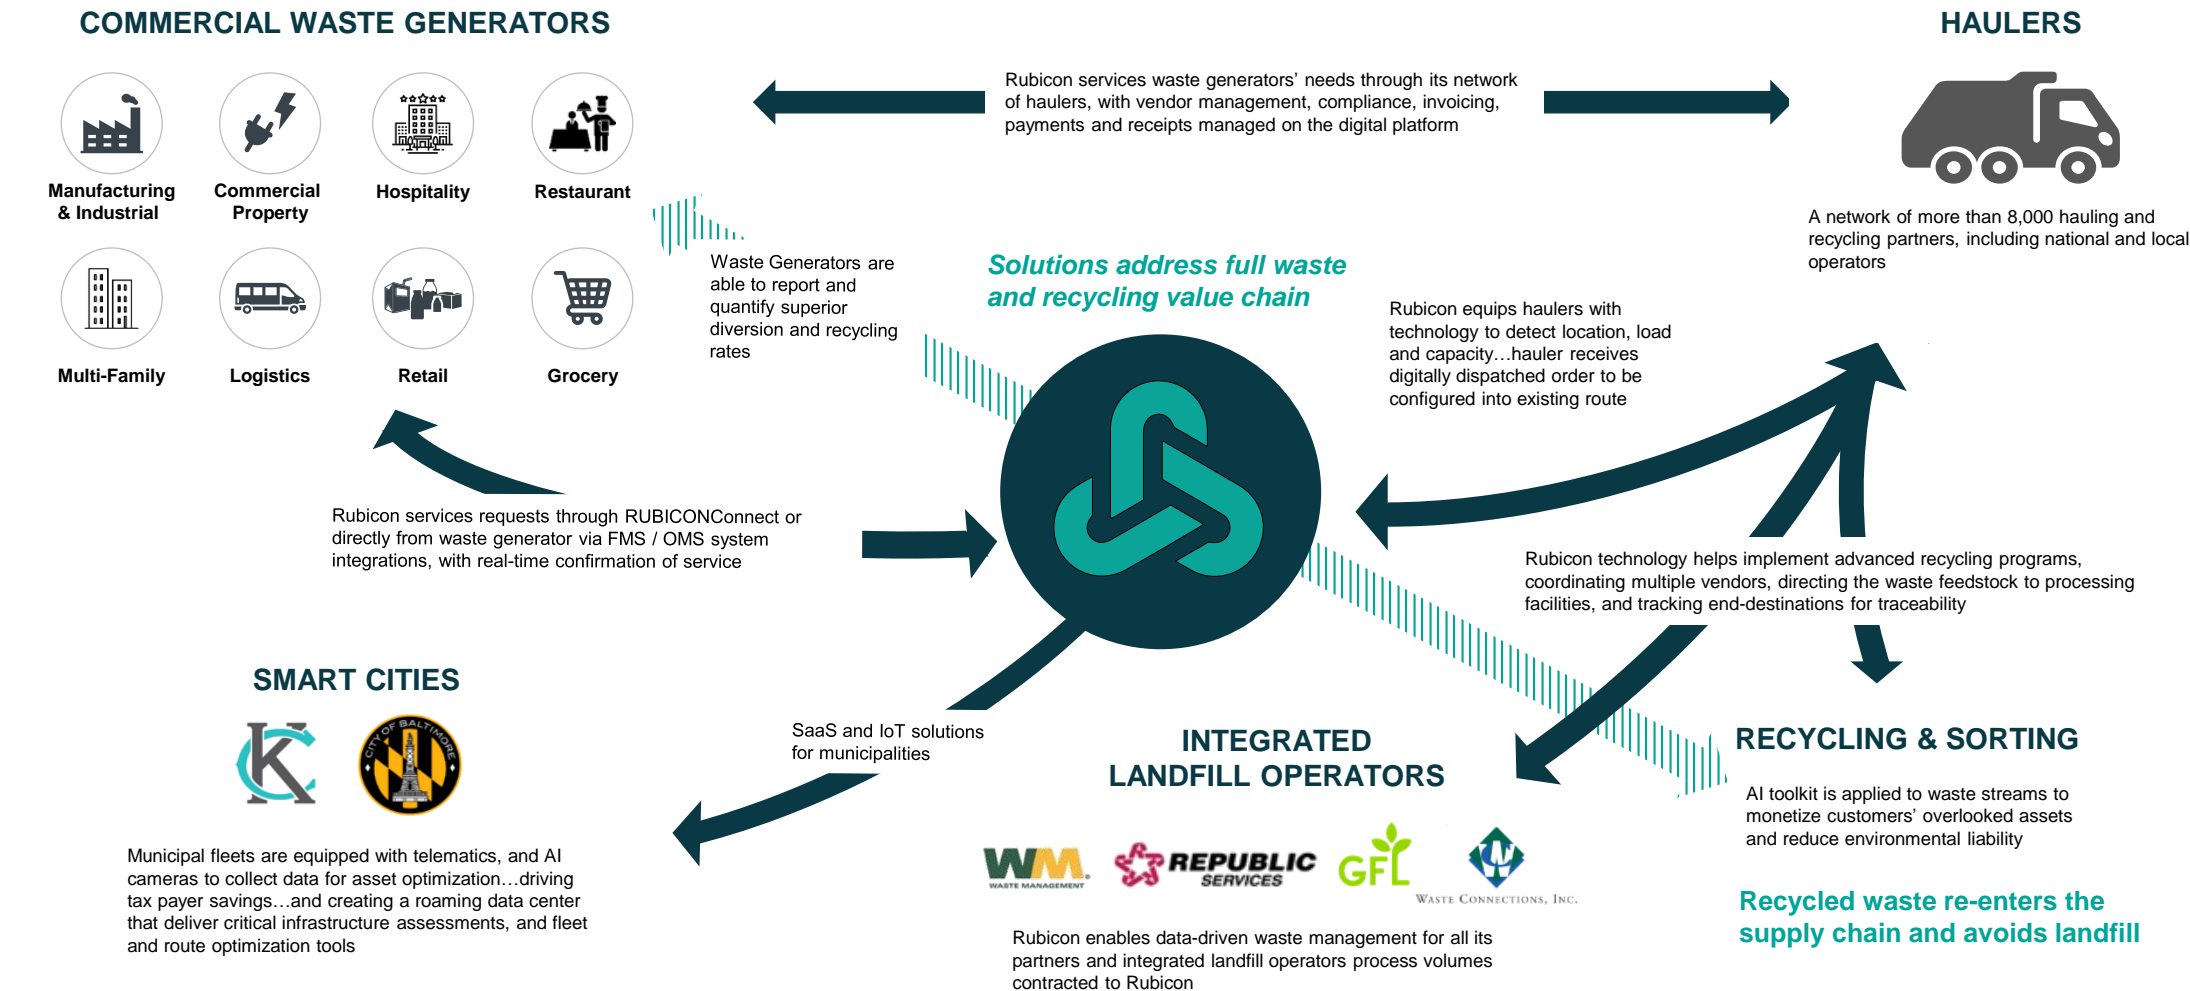 COMMERCIAL WASTE GENERATORS
Manufacturing
& Industrial
Commercial
Property
Hospitality
Restaurant
Multi-Family
Logistics
Retail
Grocery
Rubicon services waste generators’ needs through its network
of haulers, with vendor management, compliance, invoicing,
payments and receipts managed on the digital platform
HAULERS
A network of more than 8,000 hauling and
recycling partners, including national and local
operators
Waste Generators are
able to report and
quantify superior
diversion and recycling
rates
Solutions address full waste
and recycling value chain
Rubicon equips haulers with
technology to detect location, load
and capacity…hauler receives
digitally dispatched order to be
configured into existing route
Rubicon services requests through RUBICONConnect or
directly from waste generator via FMS / OMS system
integrations, with real-time confirmation of service
Rubicon technology helps implement advanced recycling programs,
coordinating multiple vendors, directing the waste feedstock to processing
facilities, and tracking end-destinations for traceability
SMART CITIES
KC
CITY OF BALTIMORE
Municipal fleets are equipped with telematics, and AI
cameras to collect data for asset optimization…driving
tax payer savings…and creating a roaming data center
that deliver critical infrastructure assessments, and fleet
and route optimization tools
SaaS and IoT solutions
for municipalities
INTEGRATED
LANDFILL OPERATORS
WM.
WASTE MANAGEMENT
REPUBLIC
SERVICES
GFL
WASTE CONNECTIONS, INC.
Rubicon enables data-driven waste management for all its
partners and integrated landfill operators process volumes
contracted to Rubicon
RECYCLING & SORTING
AI toolkit is applied to waste streams to
monetize customers’ overlooked assets
and reduce environmental liability
Recycled waste re-enters the
supply chain and avoids landfill